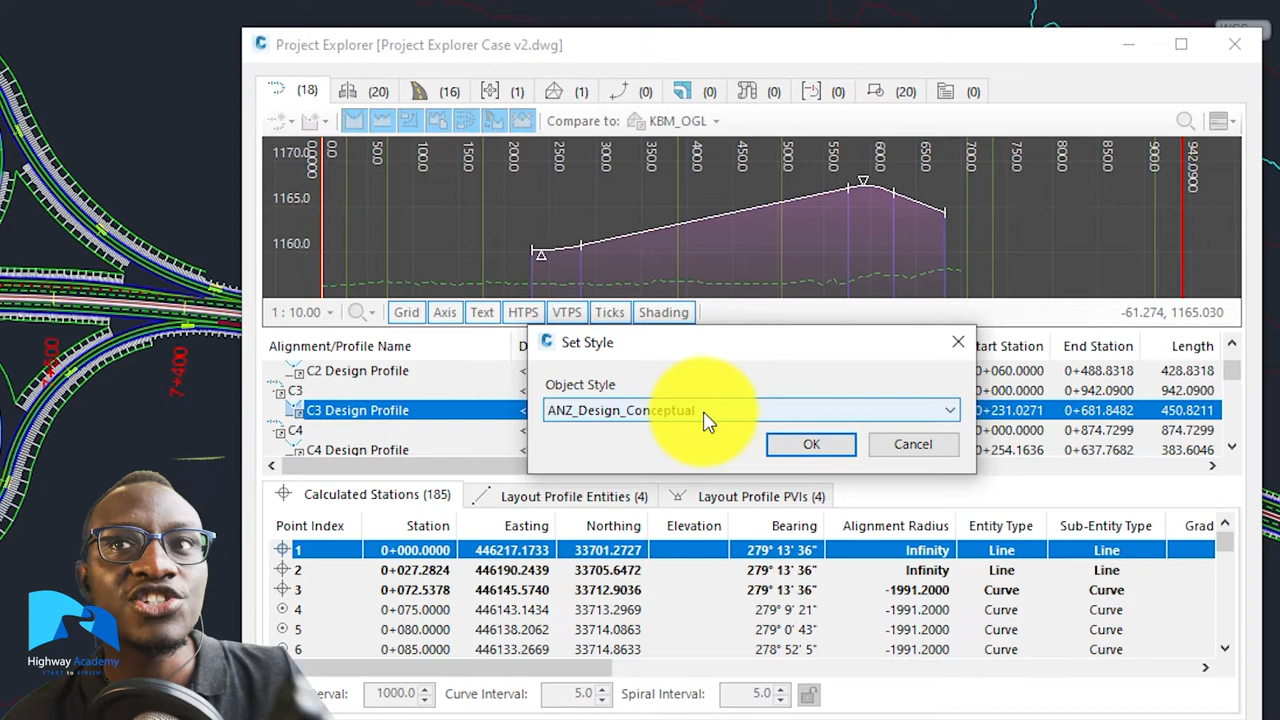 Project Explorer [Project Explorer Case v2.dwg]
(18) (20) (16) (1) (1) (0) (0) (0) (0) (20) (0)
Compare to: KBM_OGL
1170.0
1165.0
1160.0
500 1000 1500 2000 2500 3000 3500 4000 4500 5000 5500 6000 6500 7000 7500 8000 8500 9000 942.0900
1 : 10.00 Grid Axis Text HTPS VTPS Ticks Shading -61.274, 1165.030
Alignment/Profile Name tart Station End Station Length
C2 Design Profile 0+060.0000 0+488.8318 428.8318
C3 0+000.0000 0+942.0900 942.0900
C3 Design Profile 0+231.0271 0+681.8482 450.8211
C4 0+000.0000 0+874.7299 874.7299
C4 Design Profile 0+254.1636 0+637.7682 383.6046
Set Style
Object Style
ANZ_Design_Conceptual
OK Cancel
Calculated Stations (185) Layout Profile Entities (4) Layout Profile PVIs (4)
Point Index Station Easting Northing Elevation Bearing Alignment Radius Entity Type Sub-Entity Type Grad
1 0+000.0000 446217.1733 33701.2727 279° 13' 36" Infinity Line Line
2 0+027.2824 446190.2439 33705.6472 279° 13' 36" Infinity Line Line
3 0+072.5378 446145.5740 33712.9036 279° 13' 36" -1991.2000 Curve Curve
4 0+075.0000 446143.1434 33713.2969 279° 9' 21" -1991.2000 Curve Curve
5 0+080.0000 446138.2062 33714.0863 279° 0' 43" -1991.2000 Curve Curve
6 0+085.0000 446133.2669 33714.8631 278° 52' 5" -1991.2000 Curve Curve
terval: 1000.0 Curve Interval: 5.0 Spiral Interval: 5.0
7+400
Highway Academy
START to FINISH